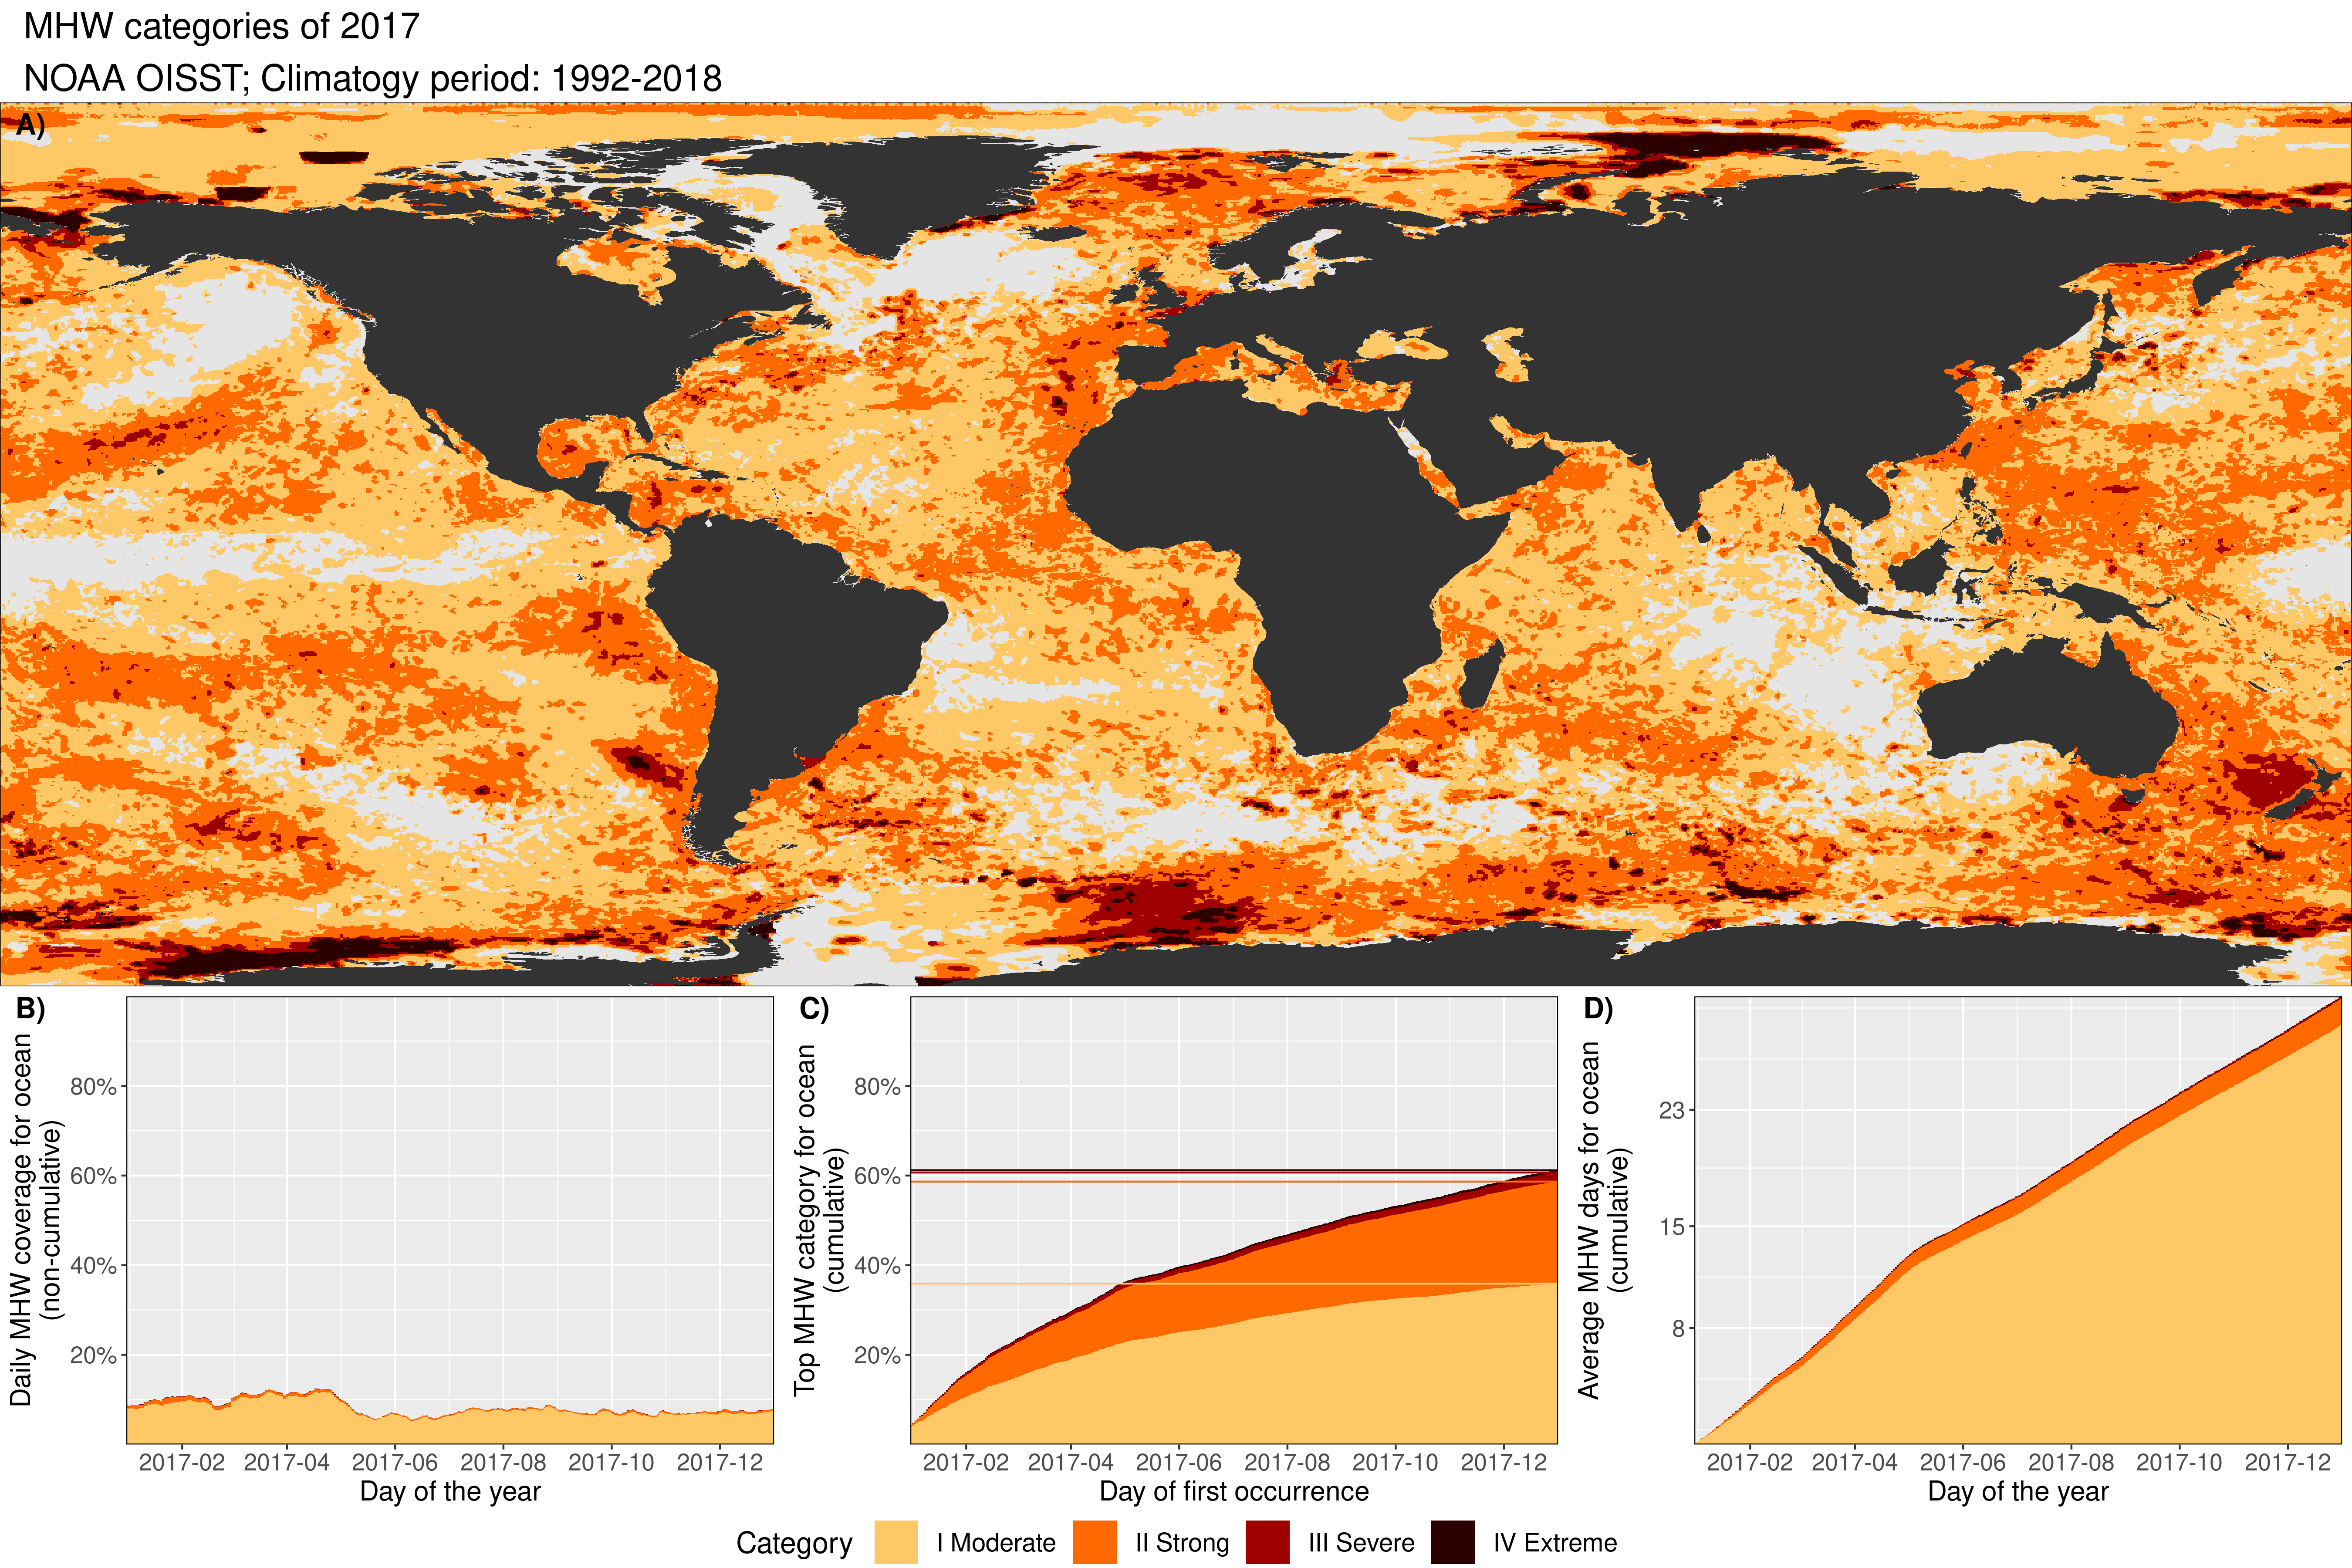 MHW categories of 2017
NOAA OISST; Climatogy period: 1992-2018
A)
B)
Daily MHW coverage for ocean
(non-cumulative)
80%
60%
40%
20%
2017-02 2017-04 2017-06 2017-08 2017-10 2017-12
Day of the year
C)
Top MHW category for ocean
(cumulative)
80%
60%
40%
20%
2017-02 2017-04 2017-06 2017-08 2017-10 2017-12
Day of first occurrence
D)
Average MHW days for ocean
(cumulative)
23
15
8
2017-02 2017-04 2017-06 2017-08 2017-10 2017-12
Day of the year
Category I Moderate II Strong III Severe IV Extreme